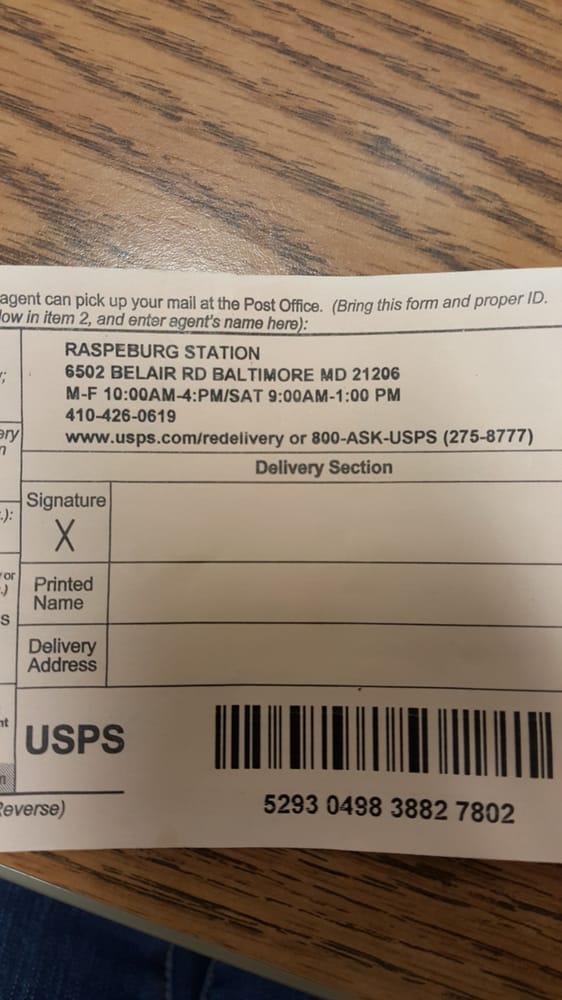 agent can pick up your mail at the Post Office. (Bring this form and proper ID.
low in item 2, and enter agent's name here):
RASPEBURG STATION
6502 BELAIR RD BALTIMORE MD 21206
M-F 10:00AM-4:PM/SAT 9:00AM-1:00 PM
410-426-0619
www.usps.com/redelivery or 800-ASK-USPS (275-8777)
Delivery Section
Signature
X
Printed
Name
Delivery
Address
USPS
5293 0498 3882 7802
Reverse)